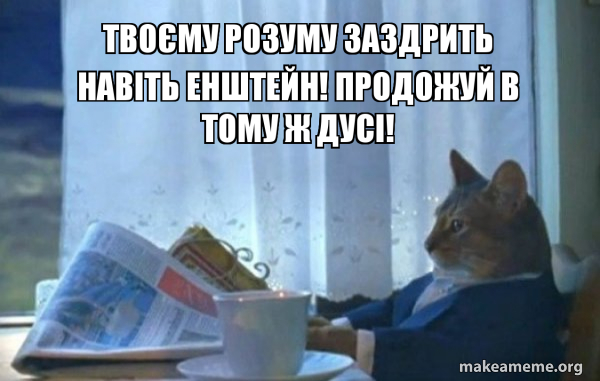 ТВОЄМУ РОЗУМУ ЗАЗДРИТЬ
НАВІТЬ ЕНШТЕЙН! ПРОДОЖУЙ В
ТОМУ Ж ДУСІ!
makeameme.org